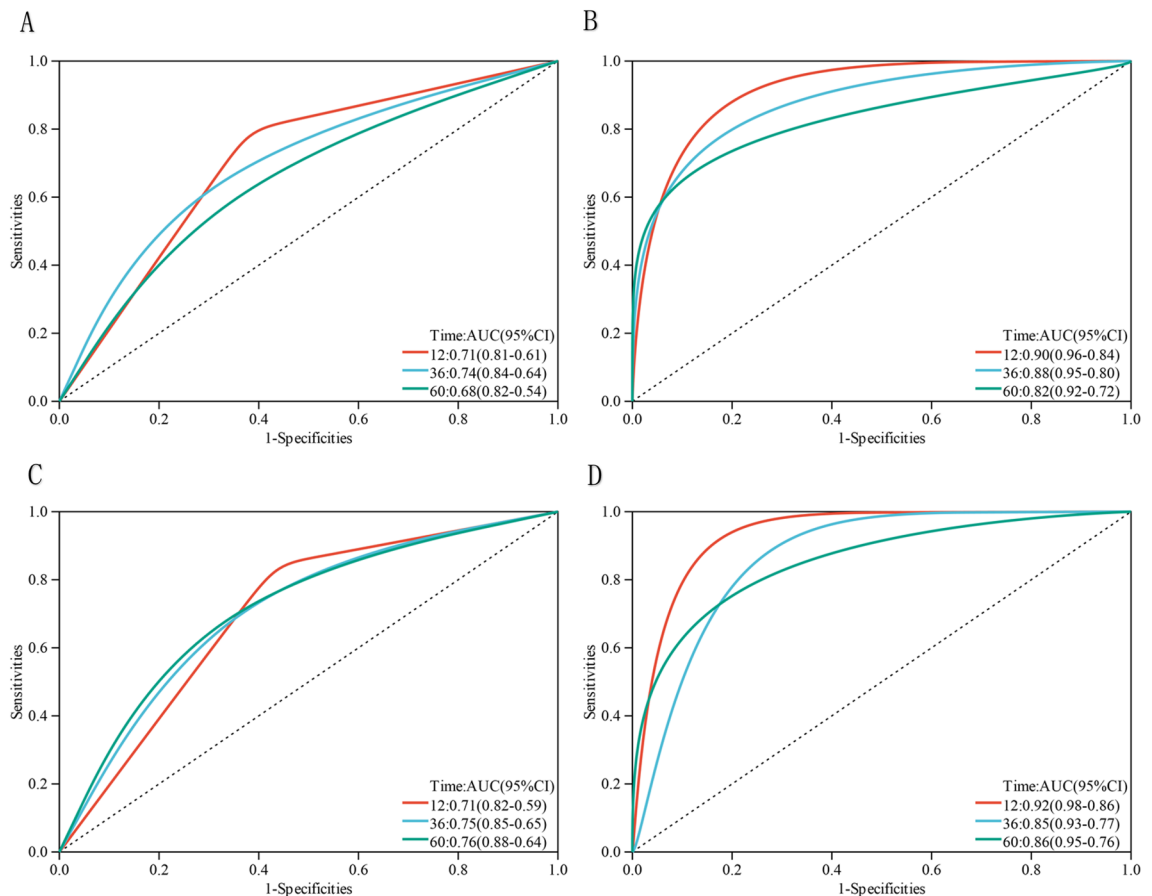 A
1.0
0.8
0.6
0.4
0.2
0.0
Sensitivities
Time:AUC(95%CI)
12:0.71(0.81-0.61)
36:0.74(0.84-0.64)
60:0.68(0.82-0.54)
0.0 0.2 0.4 0.6 0.8 1.0
1-Specificities
B
1.0
0.8
0.6
0.4
0.2
0.0
Sensitivities
Time:AUC(95%CI)
12:0.90(0.96-0.84)
36:0.88(0.95-0.80)
60:0.82(0.92-0.72)
0.0 0.2 0.4 0.6 0.8 1.0
1-Specificities
C
1.0
0.8
0.6
0.4
0.2
0.0
Sensitivities
Time:AUC(95%CI)
12:0.71(0.82-0.59)
36:0.75(0.85-0.65)
60:0.76(0.88-0.64)
0.0 0.2 0.4 0.6 0.8 1.0
1-Specificities
D
1.0
0.8
0.6
0.4
0.2
0.0
Sensitivities
Time:AUC(95%CI)
12:0.92(0.98-0.86)
36:0.85(0.93-0.77)
60:0.86(0.95-0.76)
0.0 0.2 0.4 0.6 0.8 1.0
1-Specificities